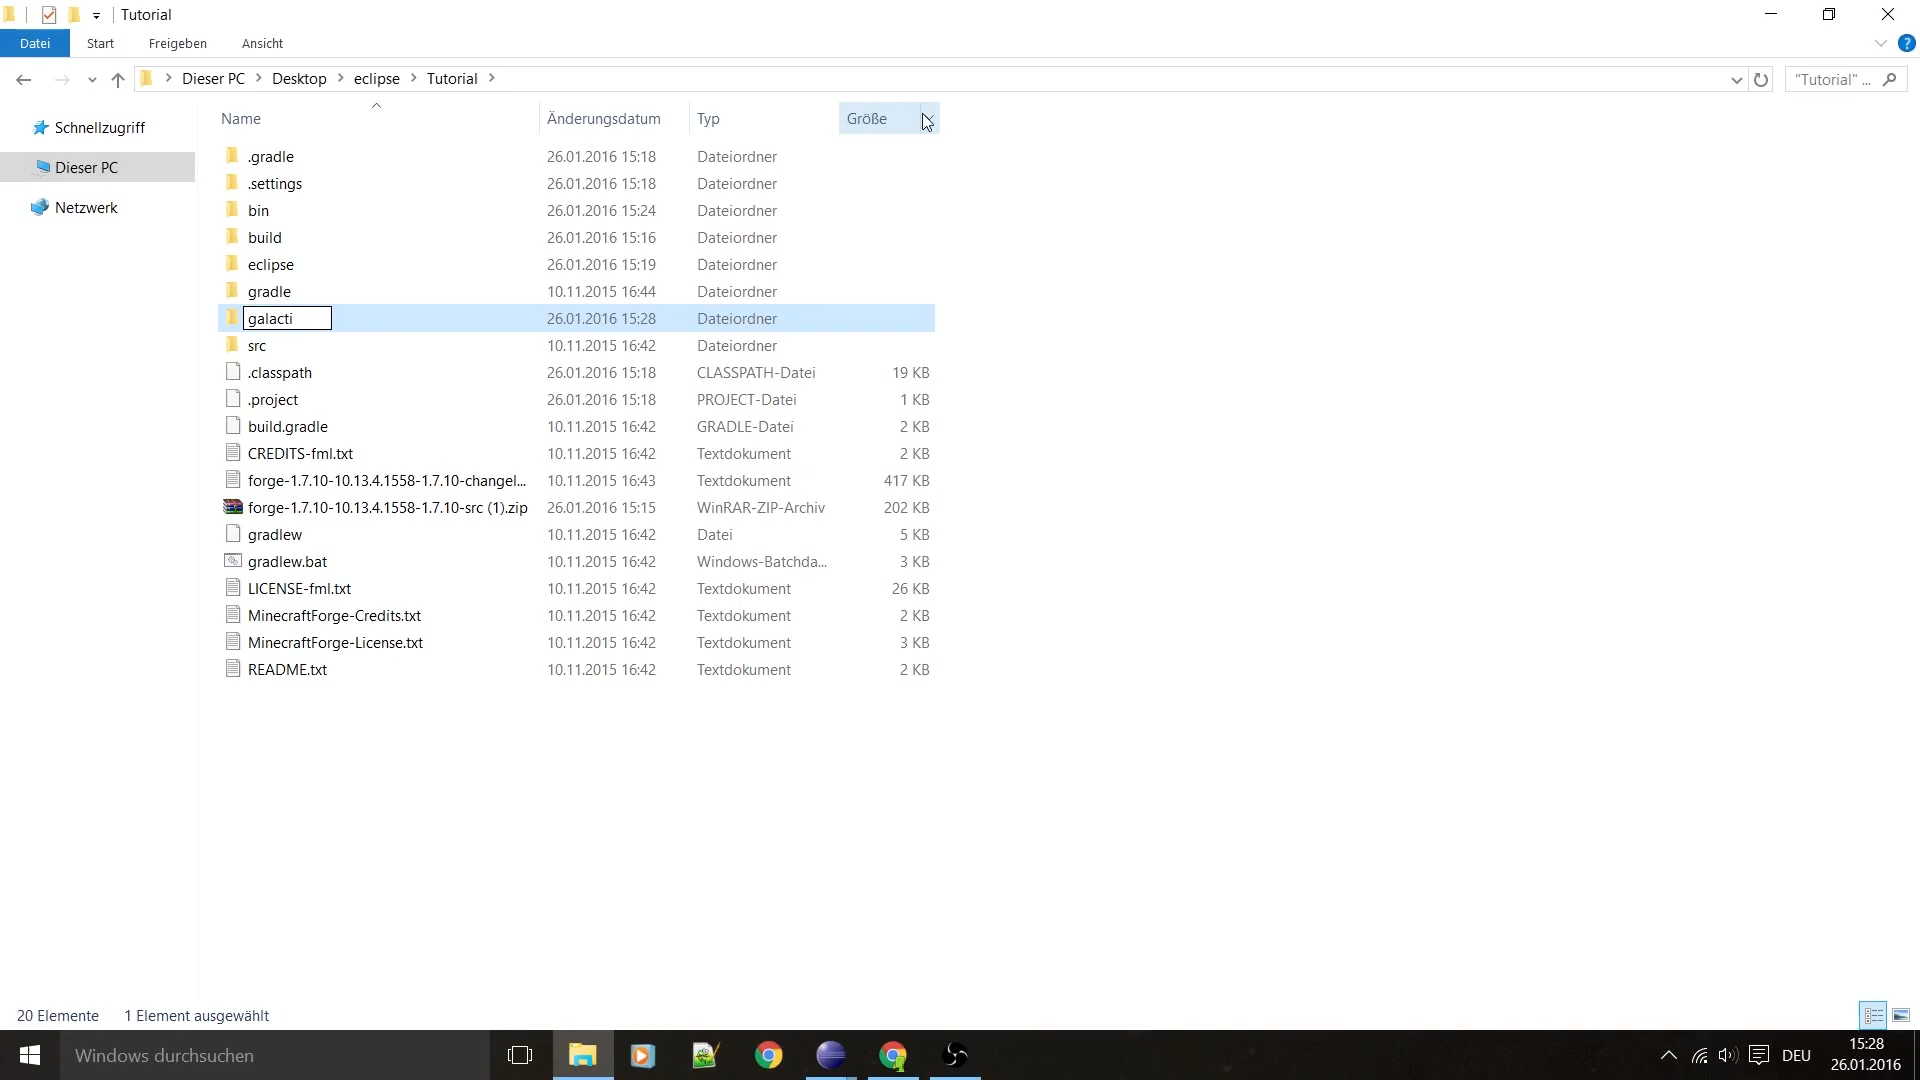 Tutorial
Datei Start Freigeben Ansicht
Dieser PC Desktop eclipse Tutorial "Tutorial" ...
Schnellzugriff
Dieser PC
Netzwerk
Name Änderungsdatum Typ Größe
.gradle 26.01.2016 15:18 Dateiordner
.settings 26.01.2016 15:18 Dateiordner
bin 26.01.2016 15:24 Dateiordner
build 26.01.2016 15:16 Dateiordner
eclipse 26.01.2016 15:19 Dateiordner
gradle 10.11.2015 16:44 Dateiordner
galacti 26.01.2016 15:28 Dateiordner
src 10.11.2015 16:42 Dateiordner
.classpath 26.01.2016 15:18 CLASSPATH-Datei 19 KB
.project 26.01.2016 15:18 PROJECT-Datei 1 KB
build.gradle 10.11.2015 16:42 GRADLE-Datei 2 KB
CREDITS-fml.txt 10.11.2015 16:42 Textdokument 2 KB
forge-1.7.10-10.13.4.1558-1.7.10-changel... 10.11.2015 16:43 Textdokument 417 KB
forge-1.7.10-10.13.4.1558-1.7.10-src (1).zip 26.01.2016 15:15 WinRAR-ZIP-Archiv 202 KB
gradlew 10.11.2015 16:42 Datei 5 KB
gradlew.bat 10.11.2015 16:42 Windows-Batchda... 3 KB
LICENSE-fml.txt 10.11.2015 16:42 Textdokument 26 KB
MinecraftForge-Credits.txt 10.11.2015 16:42 Textdokument 2 KB
MinecraftForge-License.txt 10.11.2015 16:42 Textdokument 3 KB
README.txt 10.11.2015 16:42 Textdokument 2 KB
20 Elemente 1 Element ausgewählt
Windows durchsuchen
DEU
15:28
26.01.2016